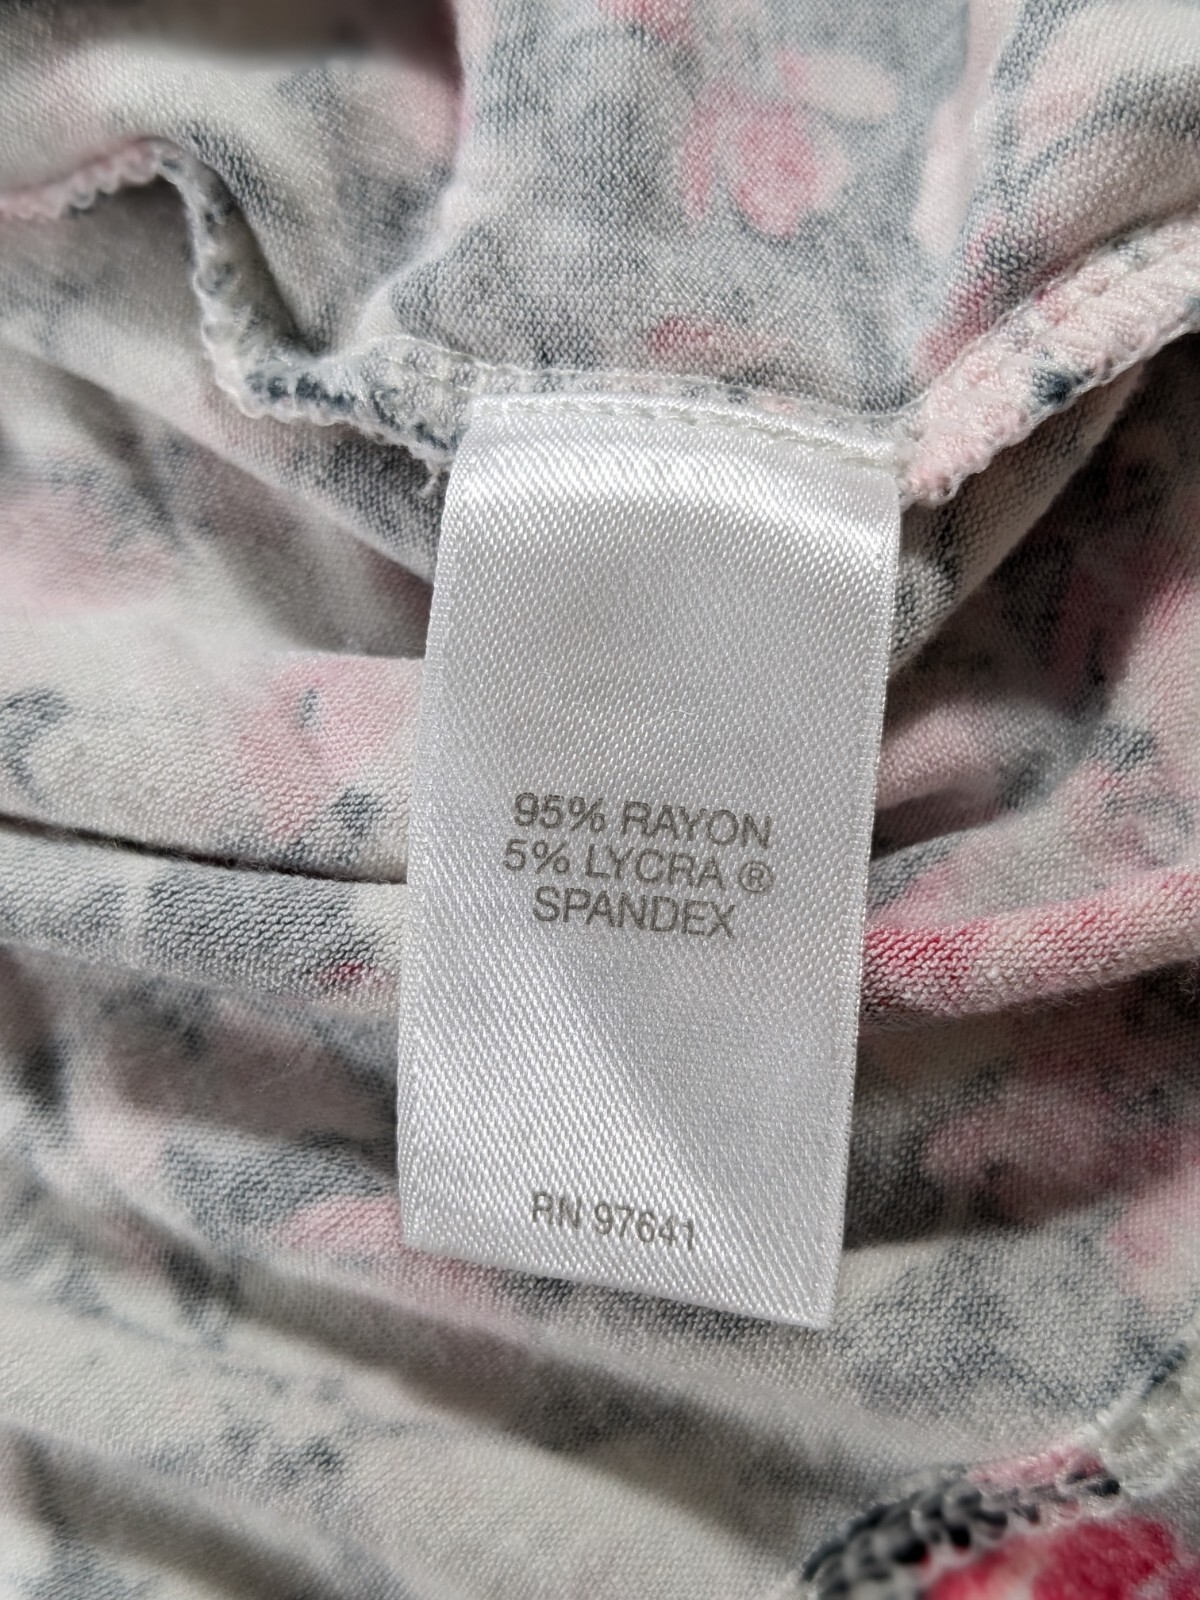 95% RAYON
5% LYCRA ®
SPANDEX
RN 97641